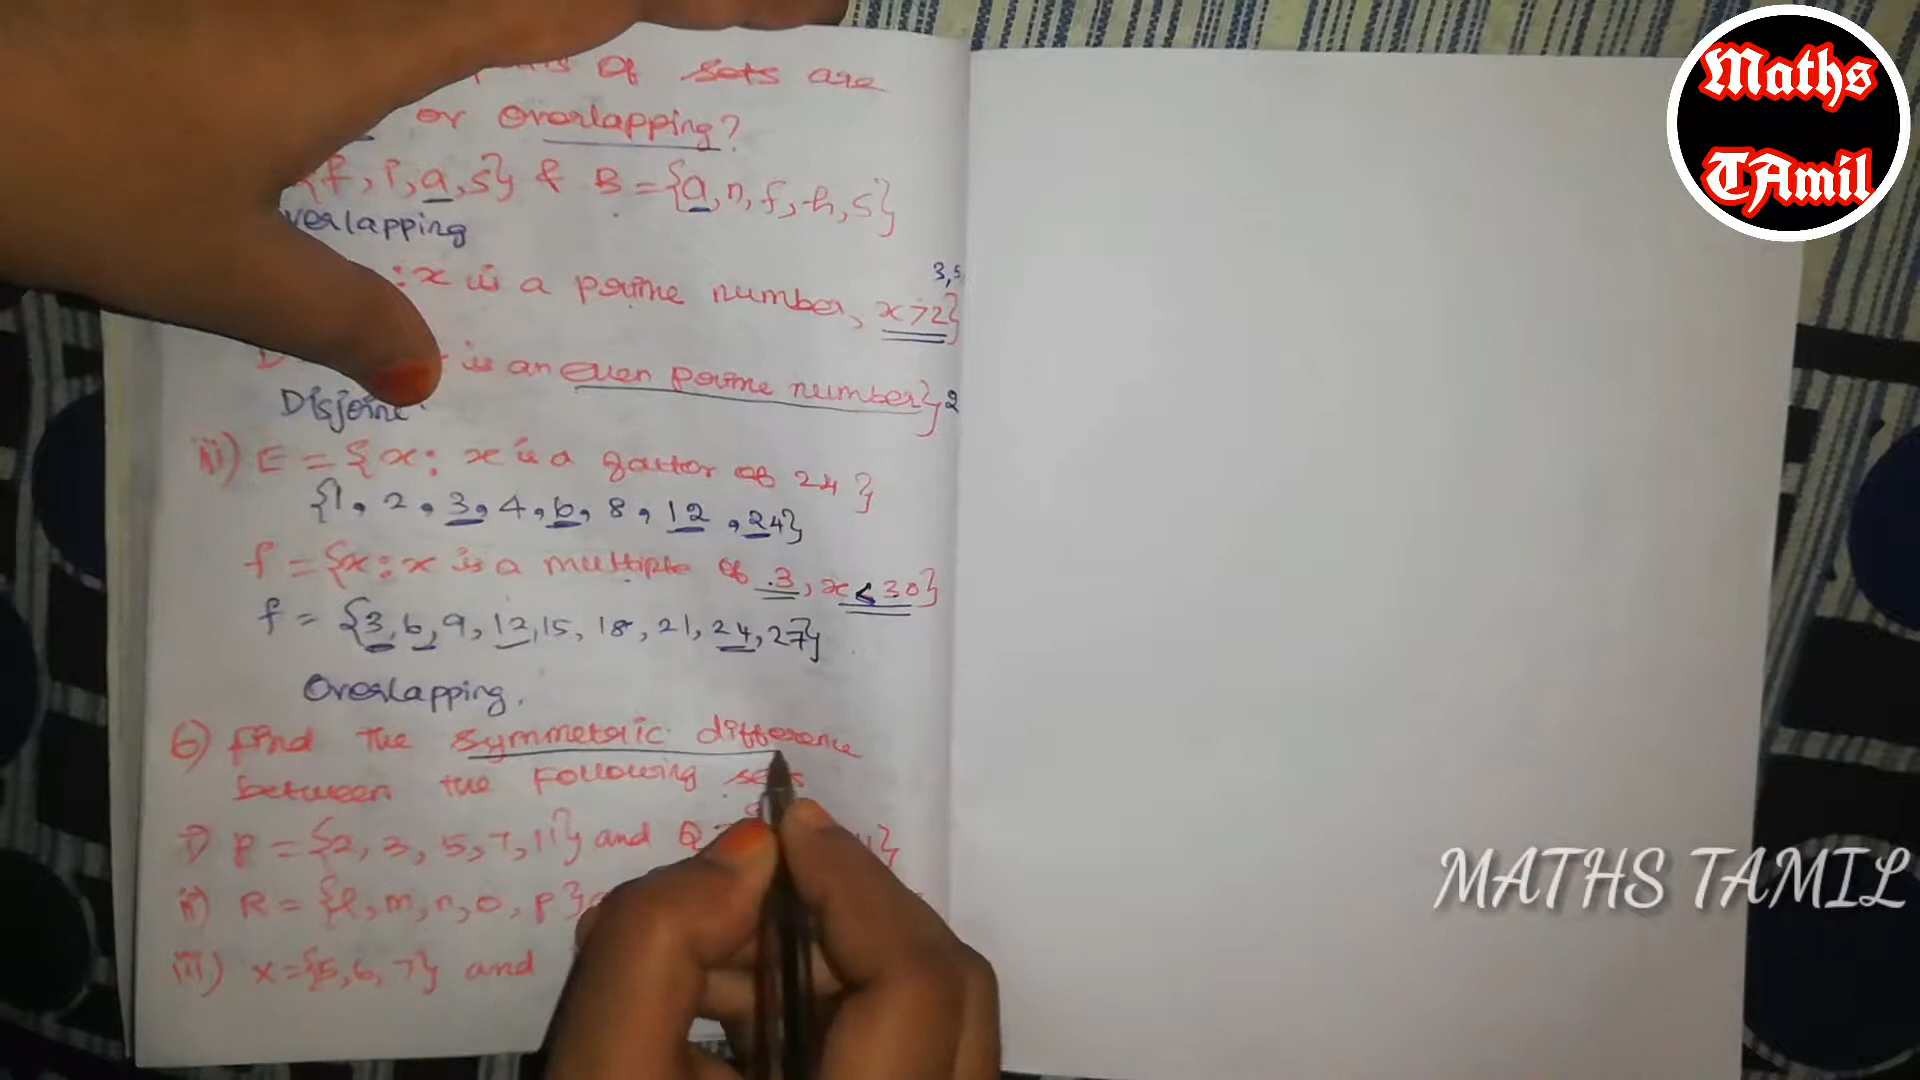 of sets are
or overlapping?
{f, i, a, s} & B = {a, n, f, h, s}
verlapping
3, 5
: x is a prime number, x>2}
is an even prime number} 2
Disjoint.
iii) E = {x: x is a factor of 24}
{1, 2, 3, 4, 6, 8, 12, 24}
f = {x: x is a multiple of 3, x < 30}
f = {3, 6, 9, 12, 15, 18, 21, 24, 27}
Overlapping.
6) Find the symmetric difference
between the following sets
i) P = {2, 3, 5, 7, 11} and Q
ii) R = {l, m, n, o, p}
iii) X = {5, 6, 7} and
Maths
TAmil
MATHS TAMIL